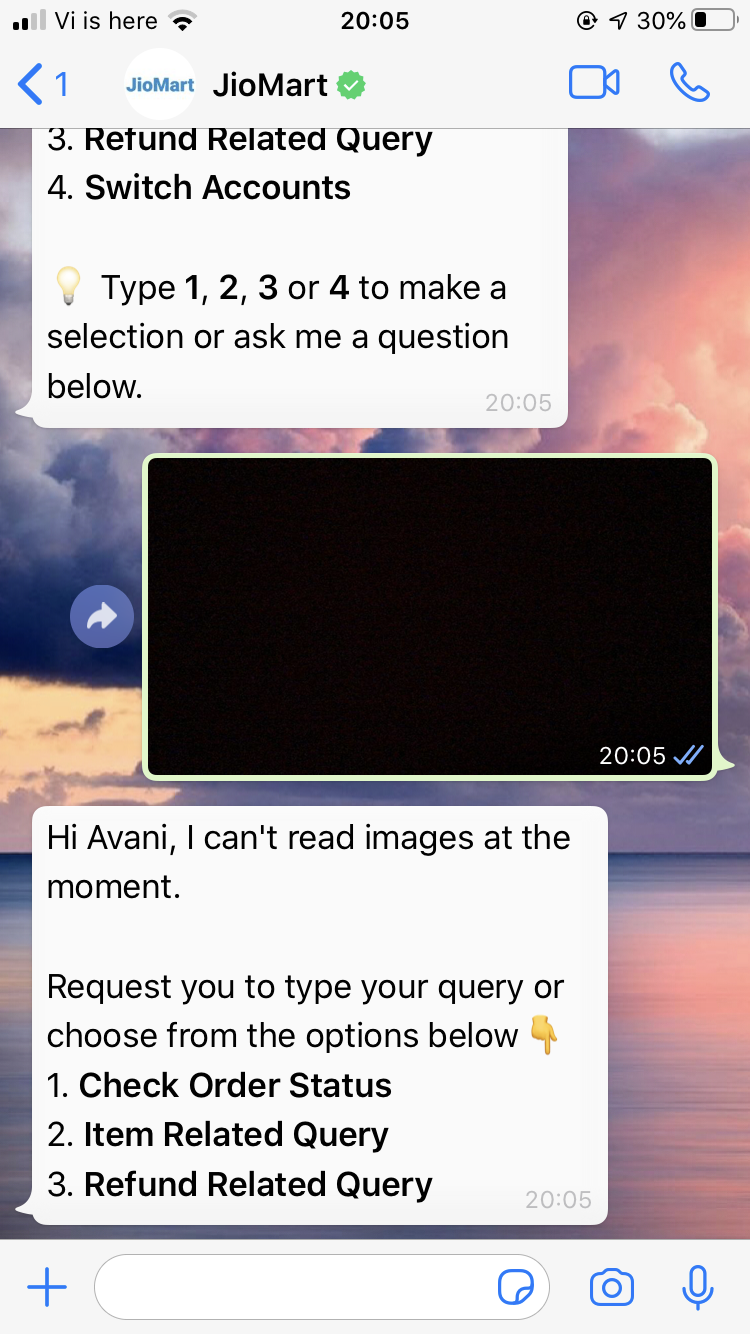 Vi is here 20:05 30%
1 JioMart JioMart
3. Refund Related Query
4. Switch Accounts
💡 Type 1, 2, 3 or 4 to make a
selection or ask me a question
below.
20:05
20:05
Hi Avani, I can't read images at the
moment.
Request you to type your query or
choose from the options below 👇
1. Check Order Status
2. Item Related Query
3. Refund Related Query
20:05